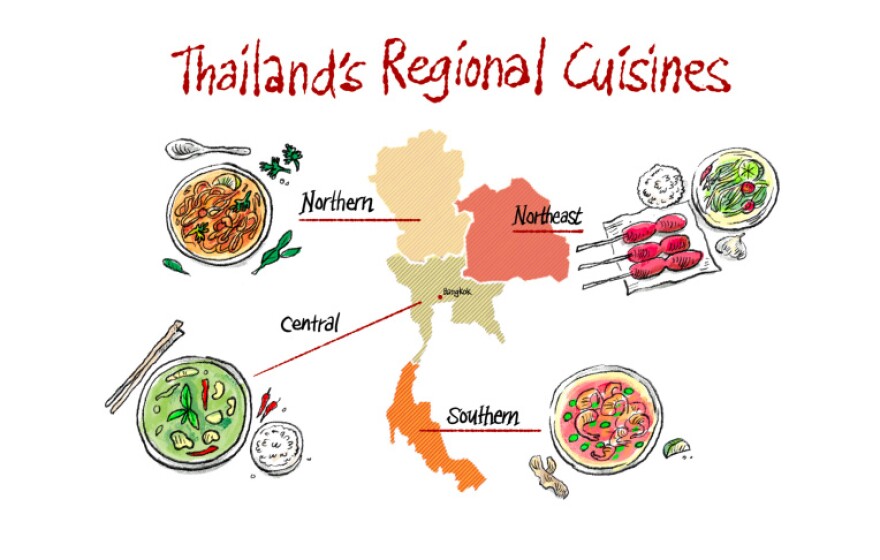 Thailand's Regional Cuisines
Northern
Northeast
Bangkok
Central
Southern